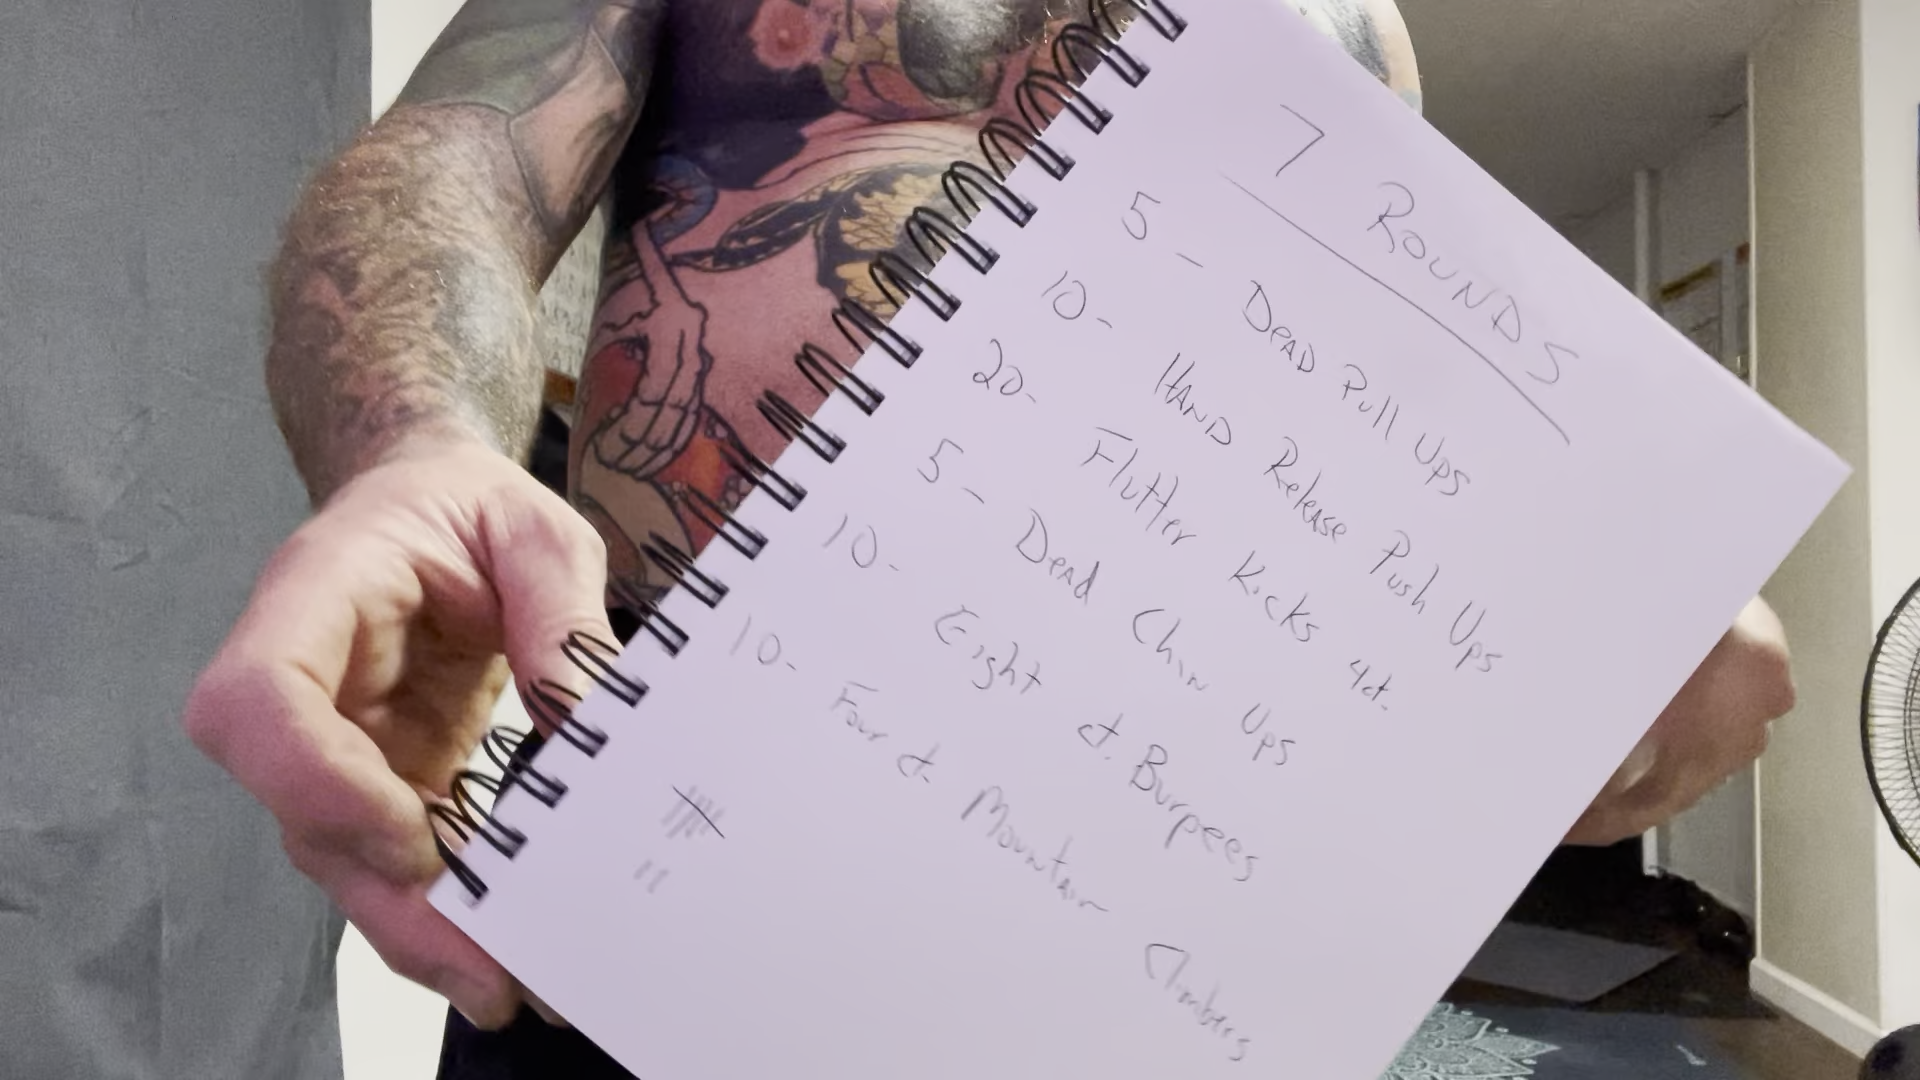 7 ROUNDS
5 - DEAD Pull Ups
10- HAND Release Push Ups
20- Flutter Kicks 4ct.
5 - Dead Chin Ups
10- Eight ct. Burpees
10- Four ct. Mountain Climbers